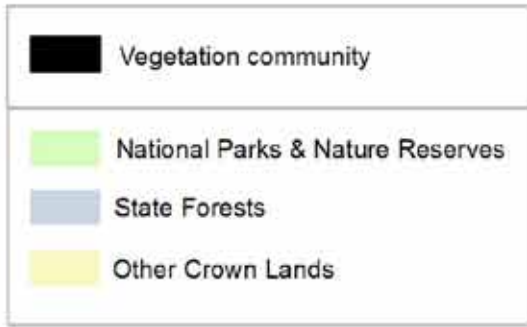 Vegetation community
National Parks & Nature Reserves
State Forests
Other Crown Lands